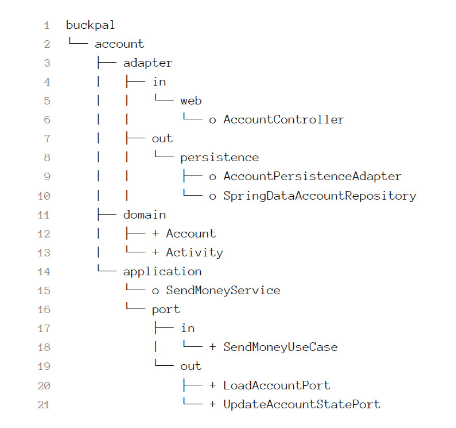 1 buckpal
2 └── account
3     ├── adapter
4     |   ├── in
5     |   |   └── web
6     |   |       └── o AccountController
7     |   ├── out
8     |   |   └── persistence
9     |   |       ├── o AccountPersistenceAdapter
10    |   |       └── o SpringDataAccountRepository
11    ├── domain
12    |   ├── + Account
13    |   └── + Activity
14    └── application
15        └── o SendMoneyService
16        └── port
17            ├── in
18            |   └── + SendMoneyUseCase
19            └── out
20                ├── + LoadAccountPort
21                └── + UpdateAccountStatePort